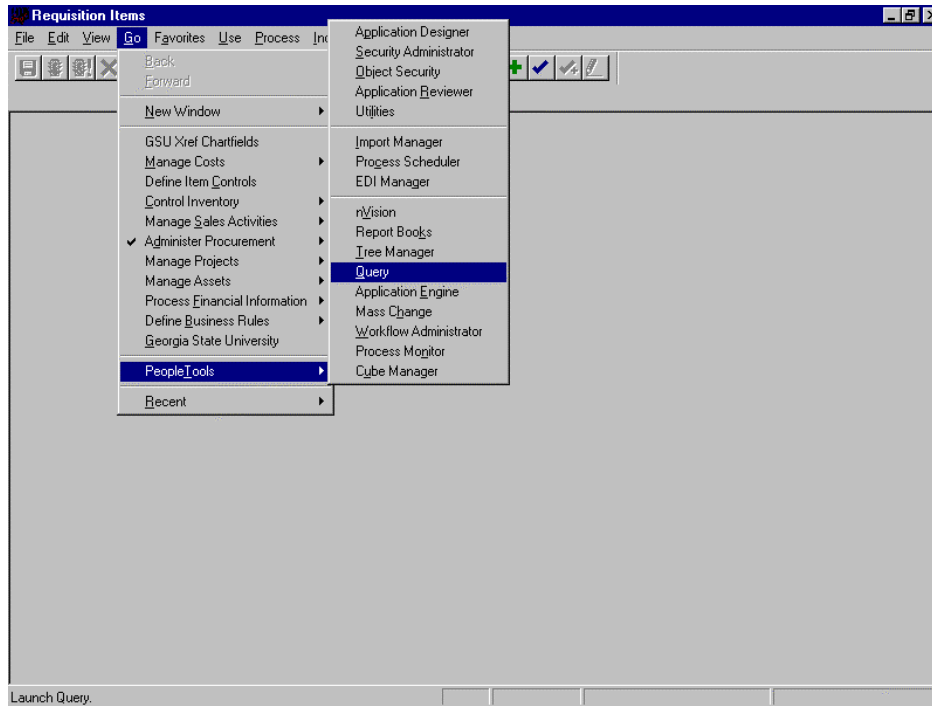 Requisition Items
File Edit View Go Favorites Use Process
Back
Forward
New Window
GSU Xref Chartfields
Manage Costs
Define Item Controls
Control Inventory
Manage Sales Activities
Administer Procurement
Manage Projects
Manage Assets
Process Financial Information
Define Business Rules
Georgia State University
PeopleTools
Recent
Application Designer
Security Administrator
Object Security
Application Reviewer
Utilities
Import Manager
Process Scheduler
EDI Manager
nVision
Report Books
Tree Manager
Query
Application Engine
Mass Change
Workflow Administrator
Process Monitor
Cube Manager
Launch Query.